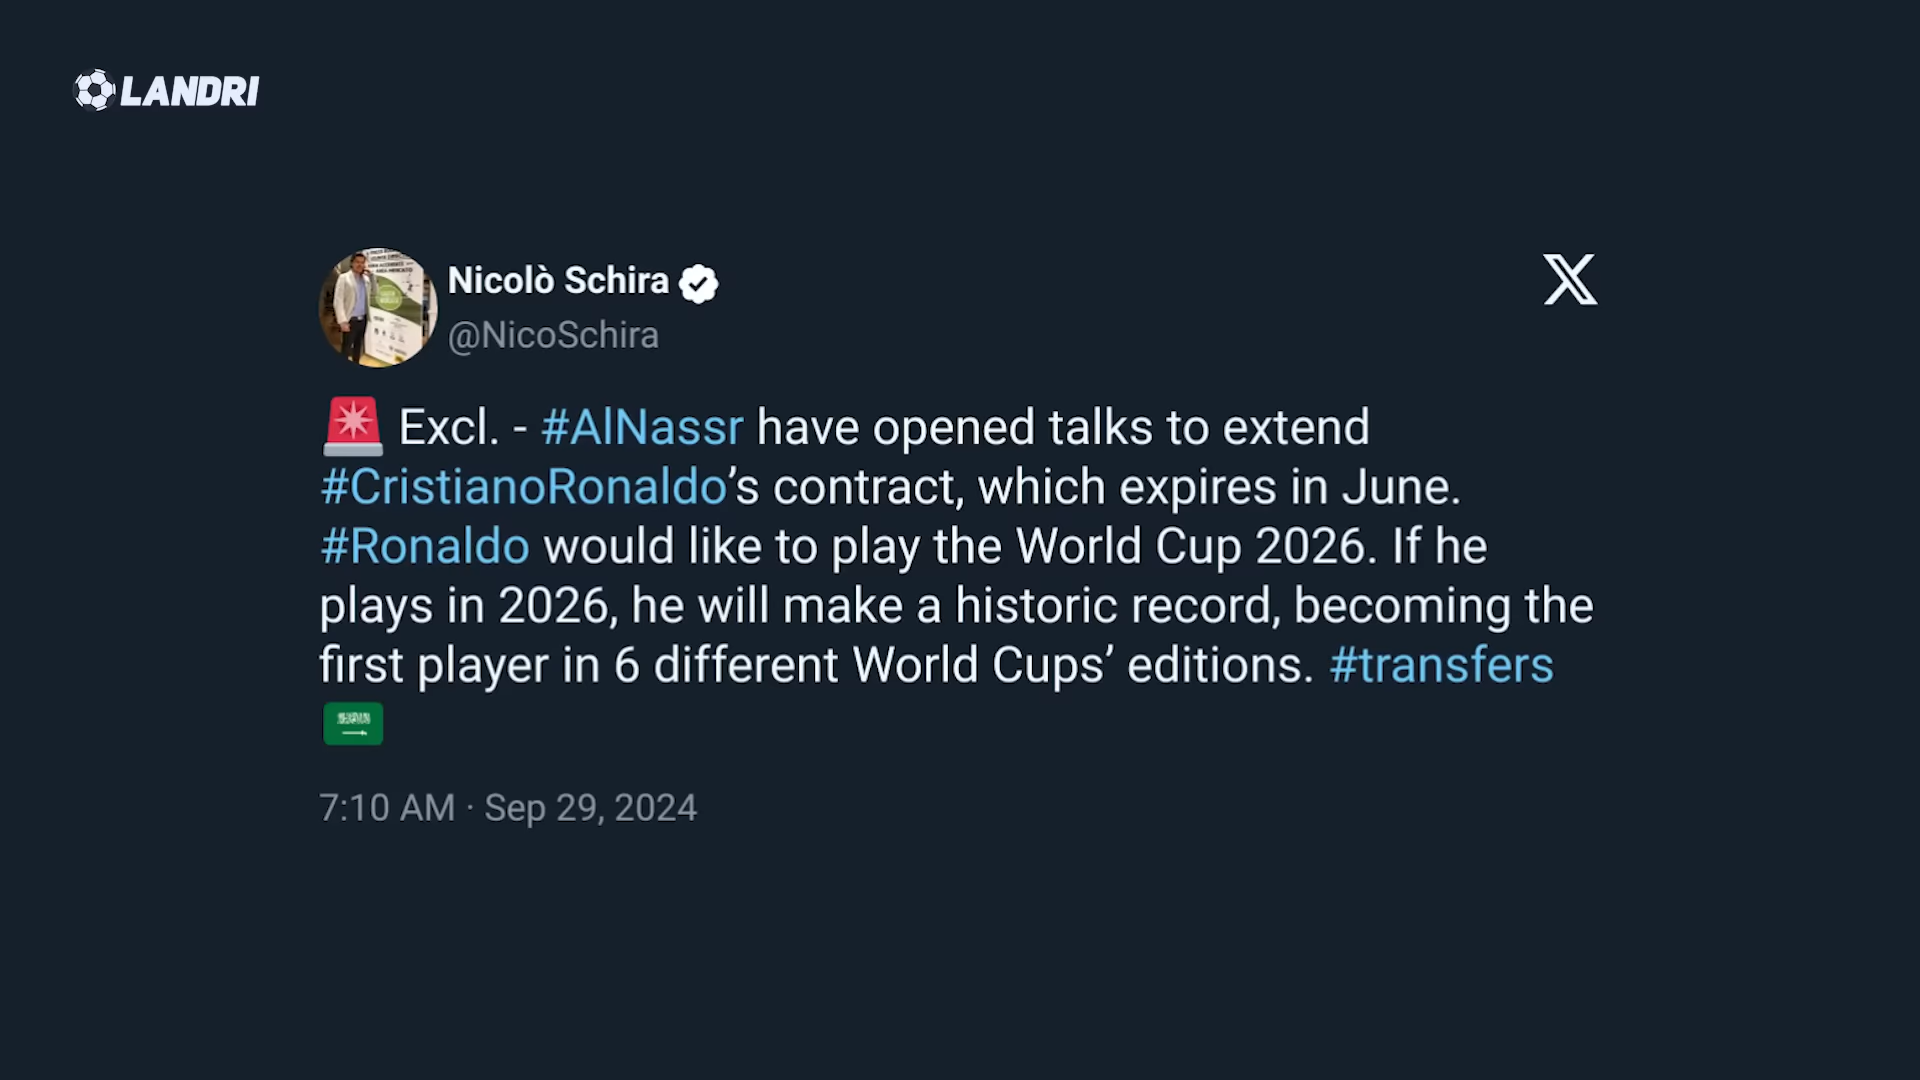 LANDRI
Nicolò Schira
@NicoSchira
Excl. - #AlNassr have opened talks to extend
#CristianoRonaldo’s contract, which expires in June.
#Ronaldo would like to play the World Cup 2026. If he
plays in 2026, he will make a historic record, becoming the
first player in 6 different World Cups’ editions. #transfers
7:10 AM · Sep 29, 2024